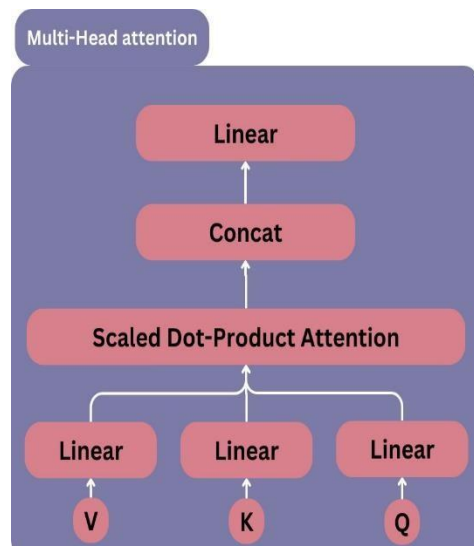 Multi-Head attention
Linear
Concat
Scaled Dot-Product Attention
Linear Linear Linear
V K Q